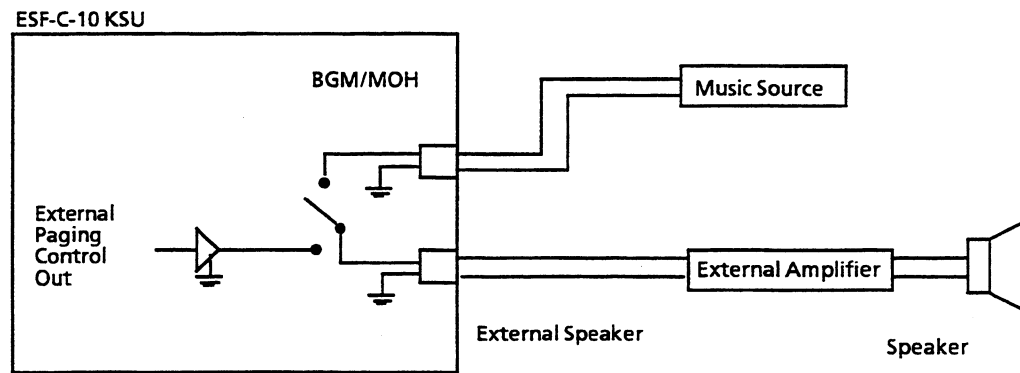 ESF-C-10 KSU
BGM/MOH
Music Source
External
Paging
Control
Out
External Amplifier
External Speaker
Speaker